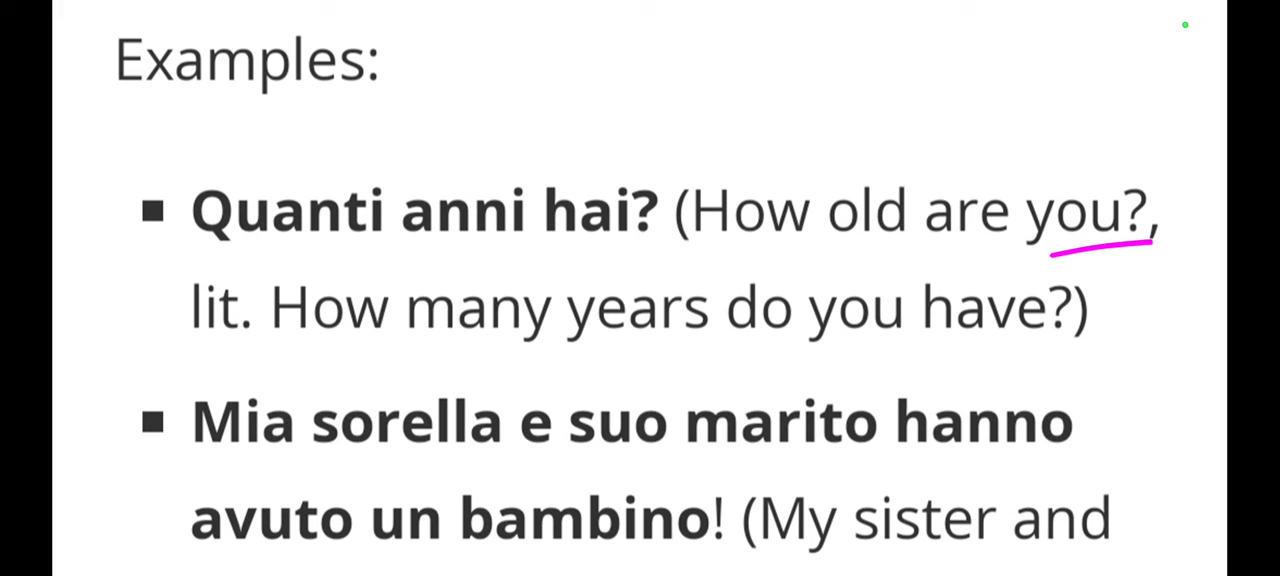 Examples:
▪ Quanti anni hai? (How old are you?,
lit. How many years do you have?)
▪ Mia sorella e suo marito hanno
avuto un bambino! (My sister and